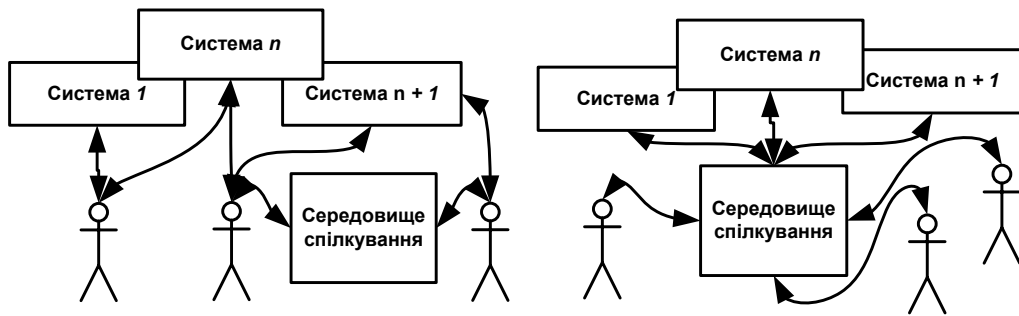 Система n
Система 1
Система n + 1
Середовище
спілкування
Система n
Система n + 1
Система 1
Середовище
спілкування